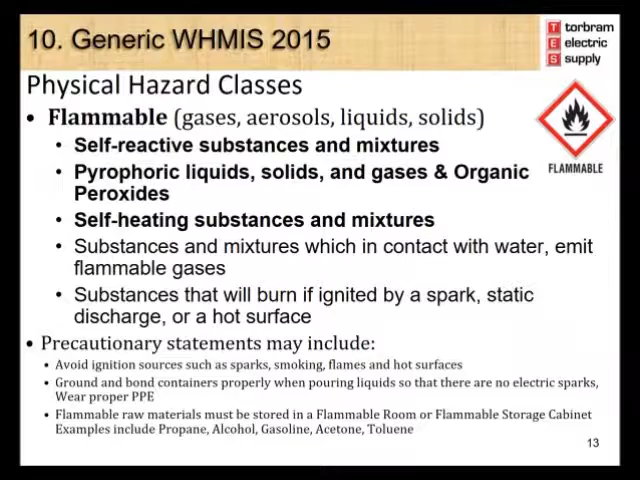 10. Generic WHMIS 2015
T torbram
E electric
S supply
Physical Hazard Classes
• Flammable (gases, aerosols, liquids, solids)
• Self-reactive substances and mixtures
• Pyrophoric liquids, solids, and gases & Organic
Peroxides
• Self-heating substances and mixtures
• Substances and mixtures which in contact with water, emit
flammable gases
• Substances that will burn if ignited by a spark, static
discharge, or a hot surface
FLAMMABLE
• Precautionary statements may include:
• Avoid ignition sources such as sparks, smoking, flames and hot surfaces
• Ground and bond containers properly when pouring liquids so that there are no electric sparks,
Wear proper PPE
• Flammable raw materials must be stored in a Flammable Room or Flammable Storage Cabinet
Examples include Propane, Alcohol, Gasoline, Acetone, Toluene
13